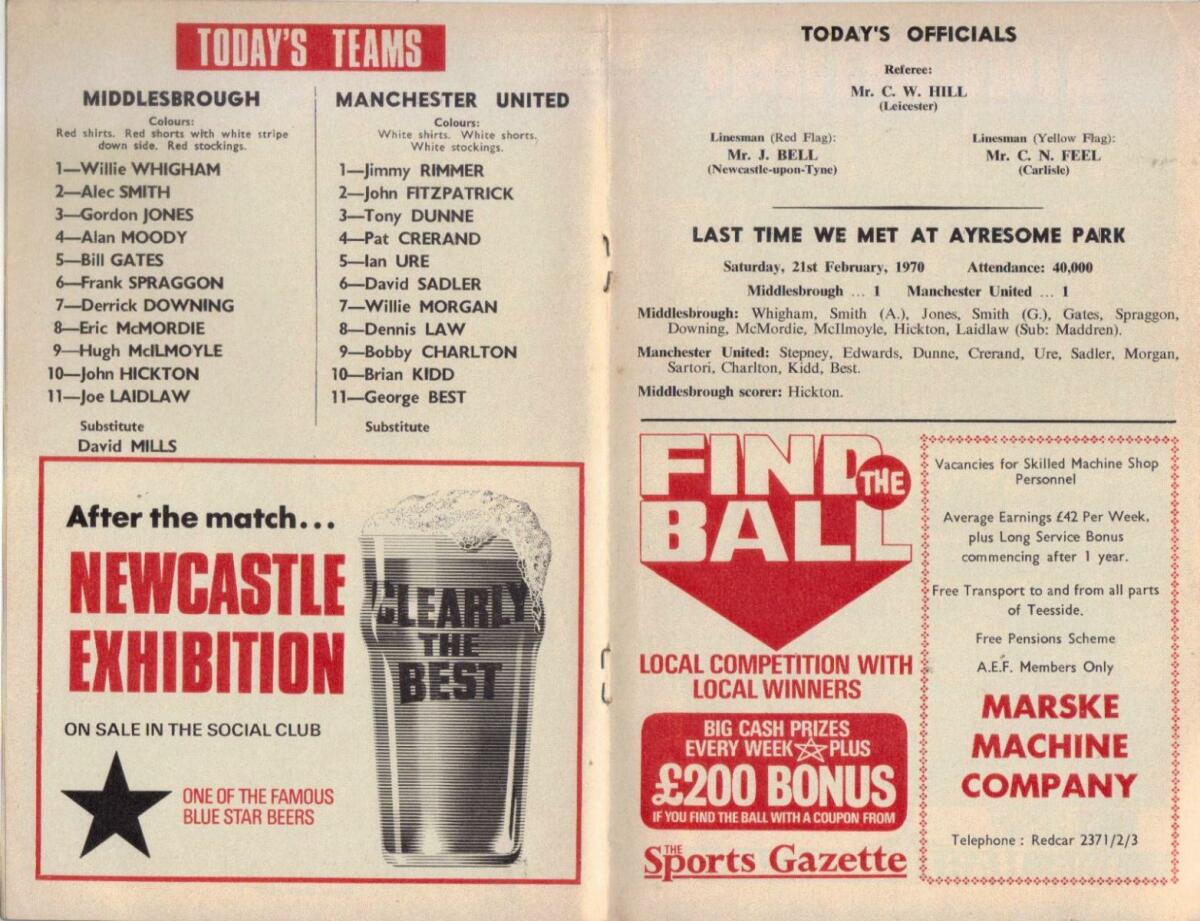 TODAY'S TEAMS
MIDDLESBROUGH
Colours:
Red shirts. Red shorts with white stripe
down side. Red stockings.
1—Willie WHIGHAM
2—Alec SMITH
3—Gordon JONES
4—Alan MOODY
5—Bill GATES
6—Frank SPRAGGON
7—Derrick DOWNING
8—Eric McMORDIE
9—Hugh McILMOYLE
10—John HICKTON
11—Joe LAIDLAW
Substitute
David MILLS
MANCHESTER UNITED
Colours:
White shirts. White shorts.
White stockings.
1—Jimmy RIMMER
2—John FITZPATRICK
3—Tony DUNNE
4—Pat CRERAND
5—Ian URE
6—David SADLER
7—Willie MORGAN
8—Dennis LAW
9—Bobby CHARLTON
10—Brian KIDD
11—George BEST
Substitute
After the match...
NEWCASTLE
EXHIBITION
ON SALE IN THE SOCIAL CLUB
ONE OF THE FAMOUS
BLUE STAR BEERS
CLEARLY
THE
BEST
TODAY'S OFFICIALS
Referee:
Mr. C. W. HILL
(Leicester)
Linesman (Red Flag):
Mr. J. BELL
(Newcastle-upon-Tyne)
Linesman (Yellow Flag):
Mr. C. N. FEEL
(Carlisle)
LAST TIME WE MET AT AYRESOME PARK
Saturday, 21st February, 1970 Attendance: 40,000
Middlesbrough ... 1 Manchester United ... 1
Middlesbrough: Whigham, Smith (A.), Jones, Smith (G.), Gates, Spraggon,
Downing, McMordie, McIlmoyle, Hickton, Laidlaw (Sub: Maddren).
Manchester United: Stepney, Edwards, Dunne, Crerand, Ure, Sadler, Morgan,
Sartori, Charlton, Kidd, Best.
Middlesbrough scorer: Hickton.
FIND
THE
BALL
LOCAL COMPETITION WITH
LOCAL WINNERS
BIG CASH PRIZES
EVERY WEEK PLUS
£200 BONUS
IF YOU FIND THE BALL WITH A COUPON FROM
THE
Sports Gazette
Vacancies for Skilled Machine Shop
Personnel
Average Earnings £42 Per Week,
plus Long Service Bonus
commencing after 1 year.
Free Transport to and from all parts
of Teesside.
Free Pensions Scheme
A.E.F. Members Only
MARSKE
MACHINE
COMPANY
Telephone : Redcar 2371/2/3